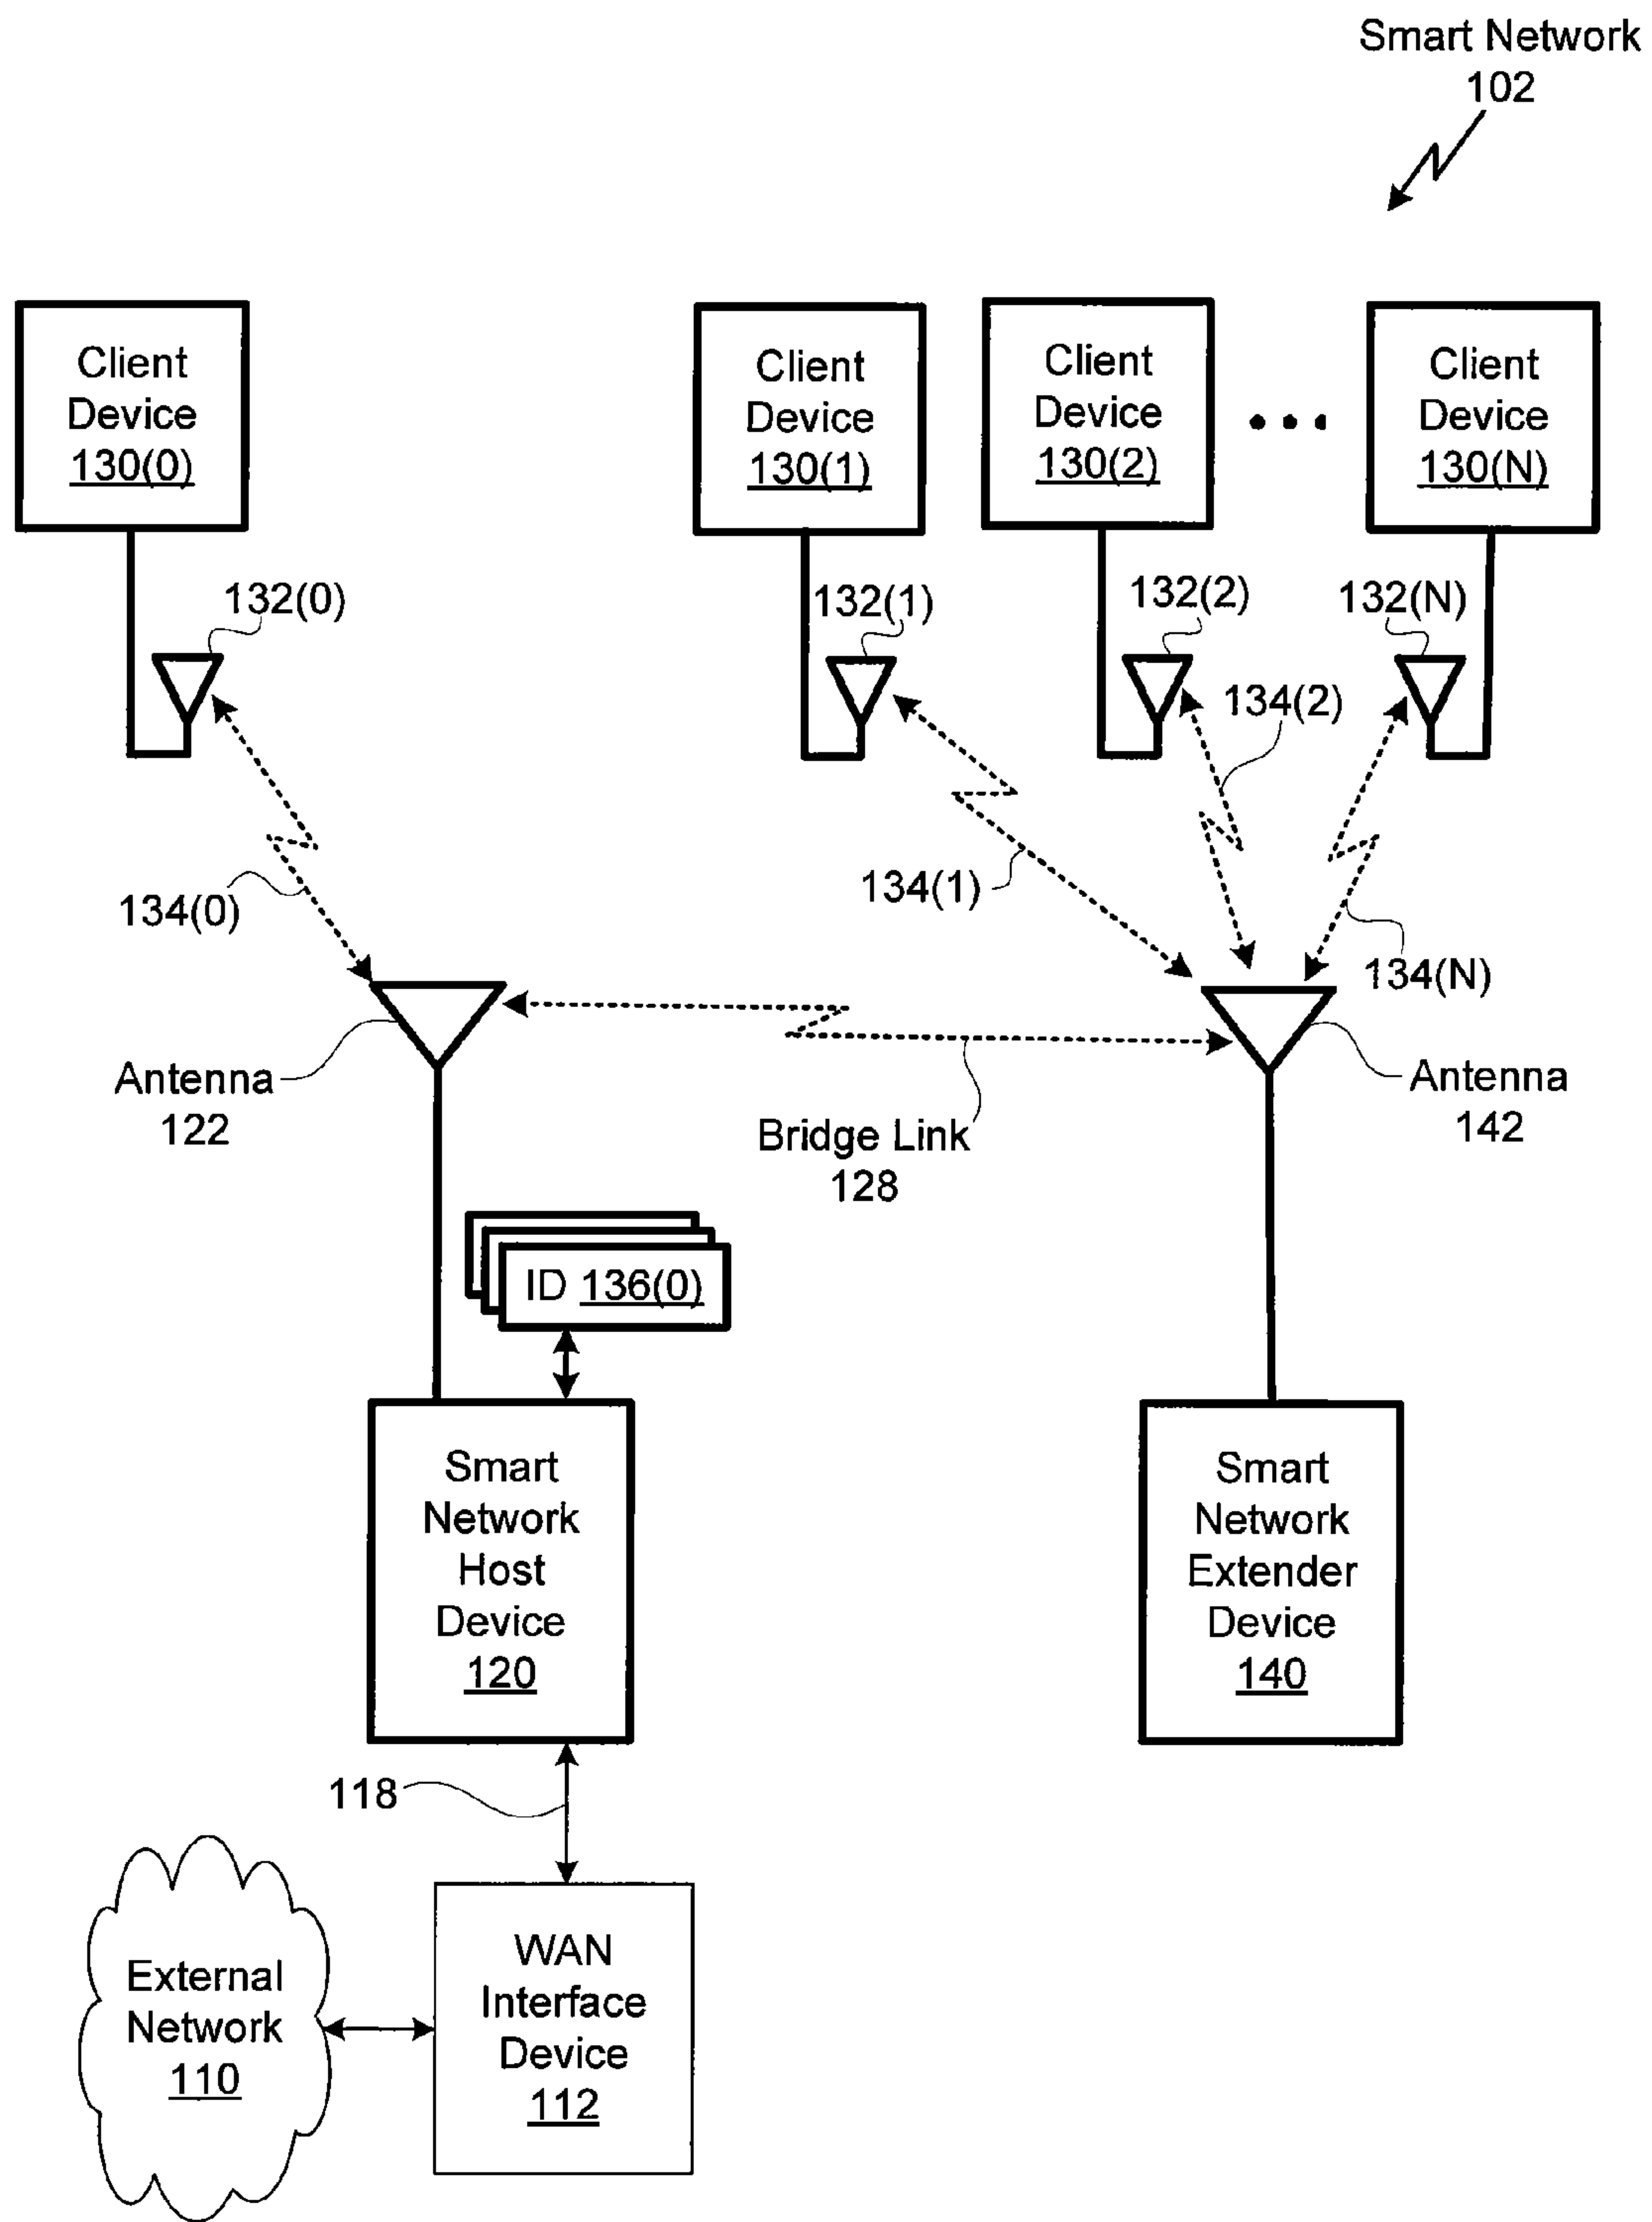 Smart Network
102
Client
Device
130(0)
Client
Device
130(1)
Client
Device
130(2)
Client
Device
130(N)
132(0)
132(1)
132(2)
132(N)
134(2)
134(0)
134(1)
134(N)
Antenna
122
Bridge Link
128
Antenna
142
ID 136(0)
Smart
Network
Host
Device
120
Smart
Network
Extender
Device
140
118
External
Network
110
WAN
Interface
Device
112